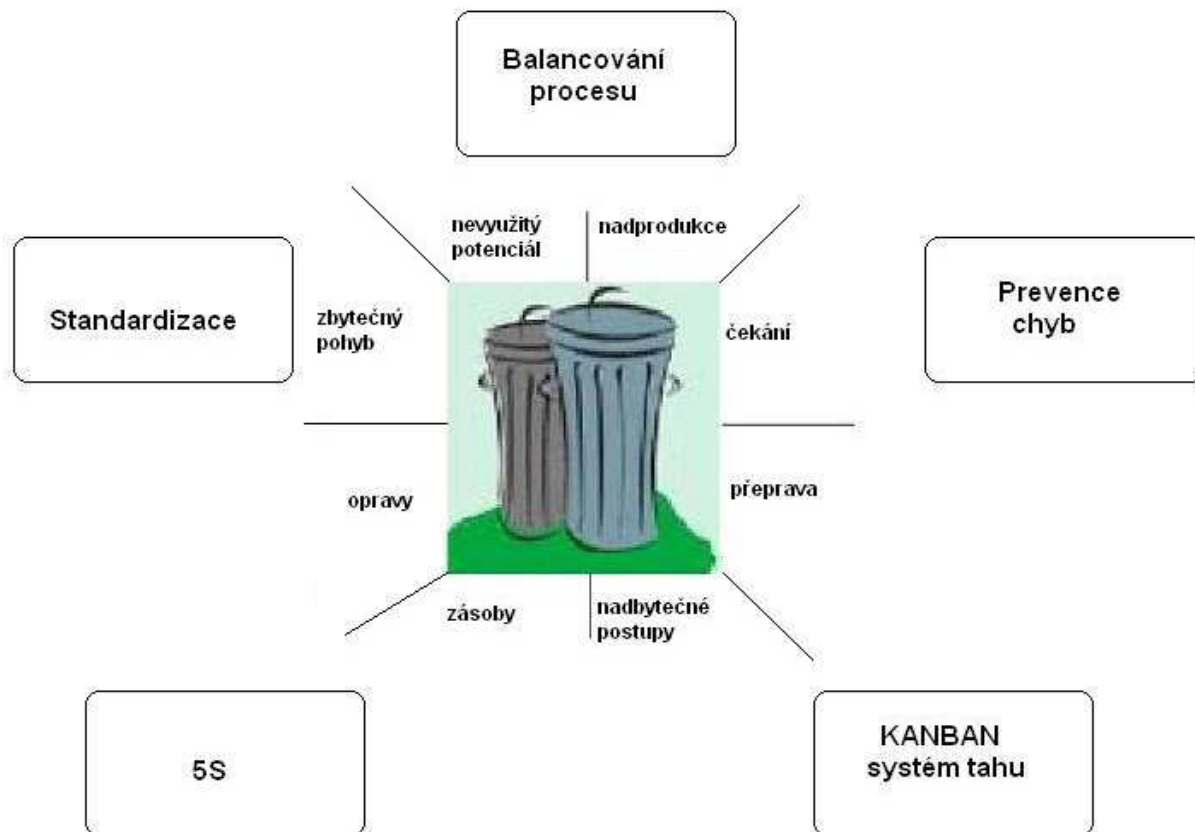 Balancování
procesu
nevyužitý
potenciál
nadprodukce
Standardizace
zbytečný
pohyb
čekání
Prevence
chyb
opravy
přeprava
zásoby
nadbytečné
postupy
5S
KANBAN
systém tahu